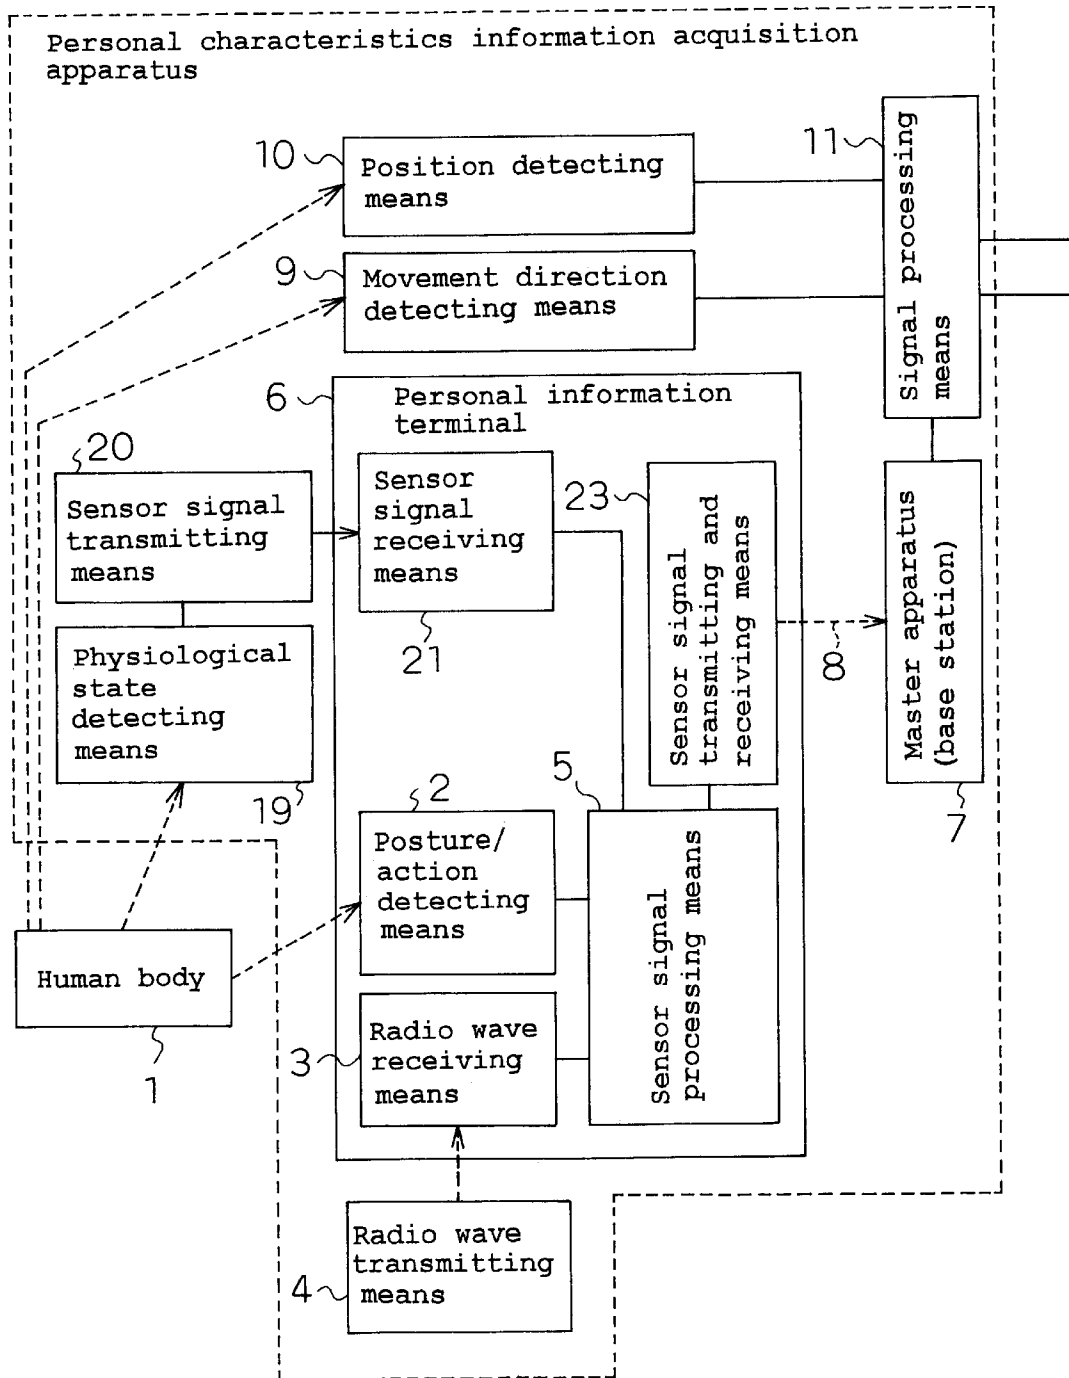 Personal characteristics information acquisition
apparatus
10
Position detecting
means
11
Signal processing
means
9
Movement direction
detecting means
6
Personal information
terminal
20
Sensor signal
transmitting
means
Sensor
signal
receiving
means
21
23
Sensor signal
transmitting and
receiving means
8
Master apparatus
(base station)
7
Physiological
state
detecting
means
19
2
Posture/
action
detecting
means
5
Sensor signal
processing means
Human body
1
3
Radio wave
receiving
means
4
Radio wave
transmitting
means